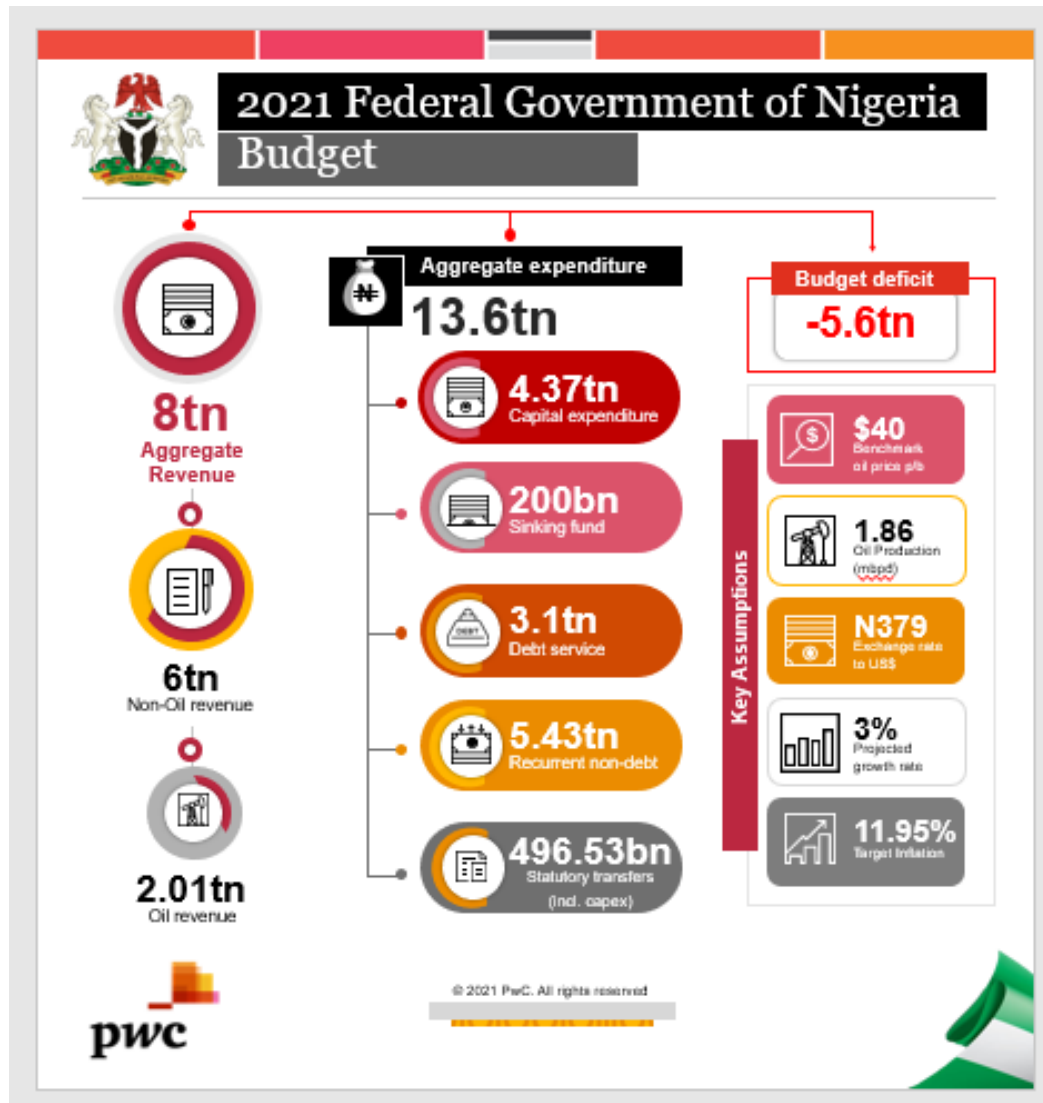 2021 Federal Government of Nigeria
Budget
8tn
Aggregate
Revenue
6tn
Non-Oil revenue
2.01tn
Oil revenue
Aggregate expenditure
₦
13.6tn
4.37tn
Capital expenditure
200bn
Sinking fund
DEBT
3.1tn
Debt service
5.43tn
Recurrent non-debt
496.53bn
Statutory transfers
(Incl. capex)
Budget deficit
-5.6tn
Key Assumptions
$
$40
Benchmark
oil price p/b
1.86
Oil Production
(mbpd)
N379
Exchange rate
to US$
3%
Projected
growth rate
11.95%
Target Inflation
pwc
© 2021 PwC. All rights reserved